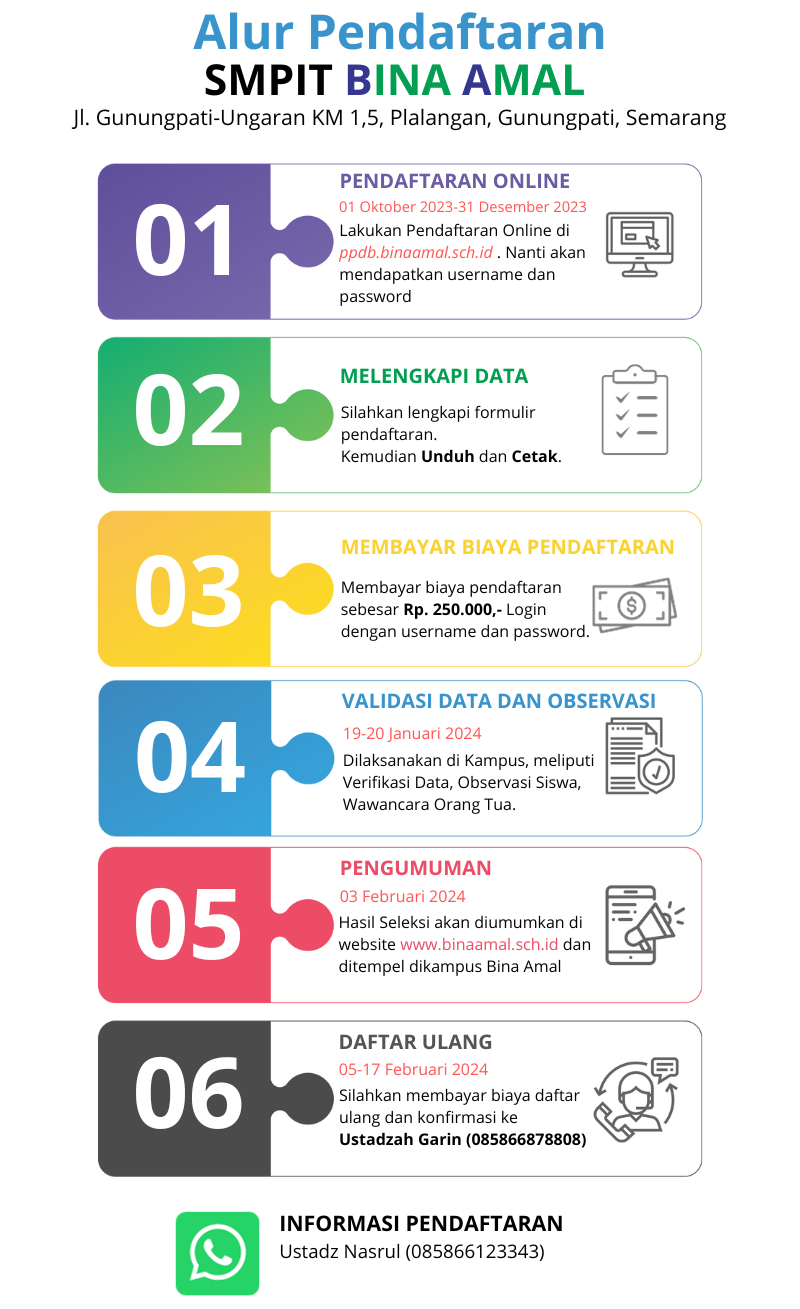 Alur Pendaftaran
SMPIT BINA AMAL
Jl. Gunungpati-Ungaran KM 1,5, Plalangan, Gunungpati, Semarang
01
PENDAFTARAN ONLINE
01 Oktober 2023-31 Desember 2023
Lakukan Pendaftaran Online di
ppdb.binaamal.sch.id . Nanti akan
mendapatkan username dan
password
02
MELENGKAPI DATA
Silahkan lengkapi formulir
pendaftaran.
Kemudian Unduh dan Cetak.
03
MEMBAYAR BIAYA PENDAFTARAN
Membayar biaya pendaftaran
sebesar Rp. 250.000,- Login
dengan username dan password.
04
VALIDASI DATA DAN OBSERVASI
19-20 Januari 2024
Dilaksanakan di Kampus, meliputi
Verifikasi Data, Observasi Siswa,
Wawancara Orang Tua.
05
PENGUMUMAN
03 Februari 2024
Hasil Seleksi akan diumumkan di
website www.binaamal.sch.id dan
ditempel dikampus Bina Amal
06
DAFTAR ULANG
05-17 Februari 2024
Silahkan membayar biaya daftar
ulang dan konfirmasi ke
Ustadzah Garin (085866878808)
INFORMASI PENDAFTARAN
Ustadz Nasrul (085866123343)